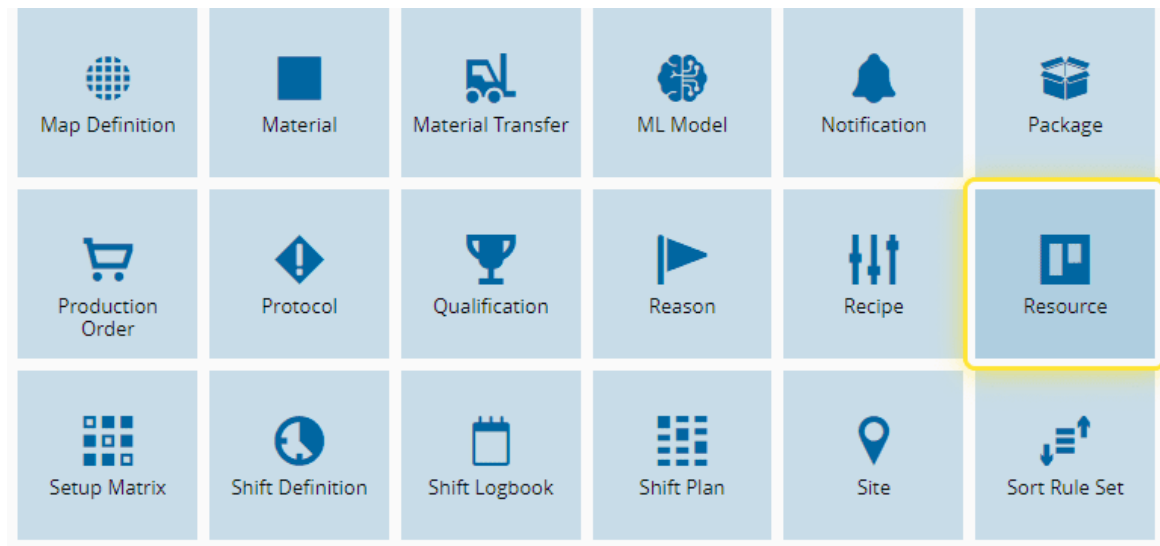 Map Definition
Material
Material Transfer
ML Model
Notification
Package
Production
Order
Protocol
Qualification
Reason
Recipe
Resource
Setup Matrix
Shift Definition
Shift Logbook
Shift Plan
Site
Sort Rule Set